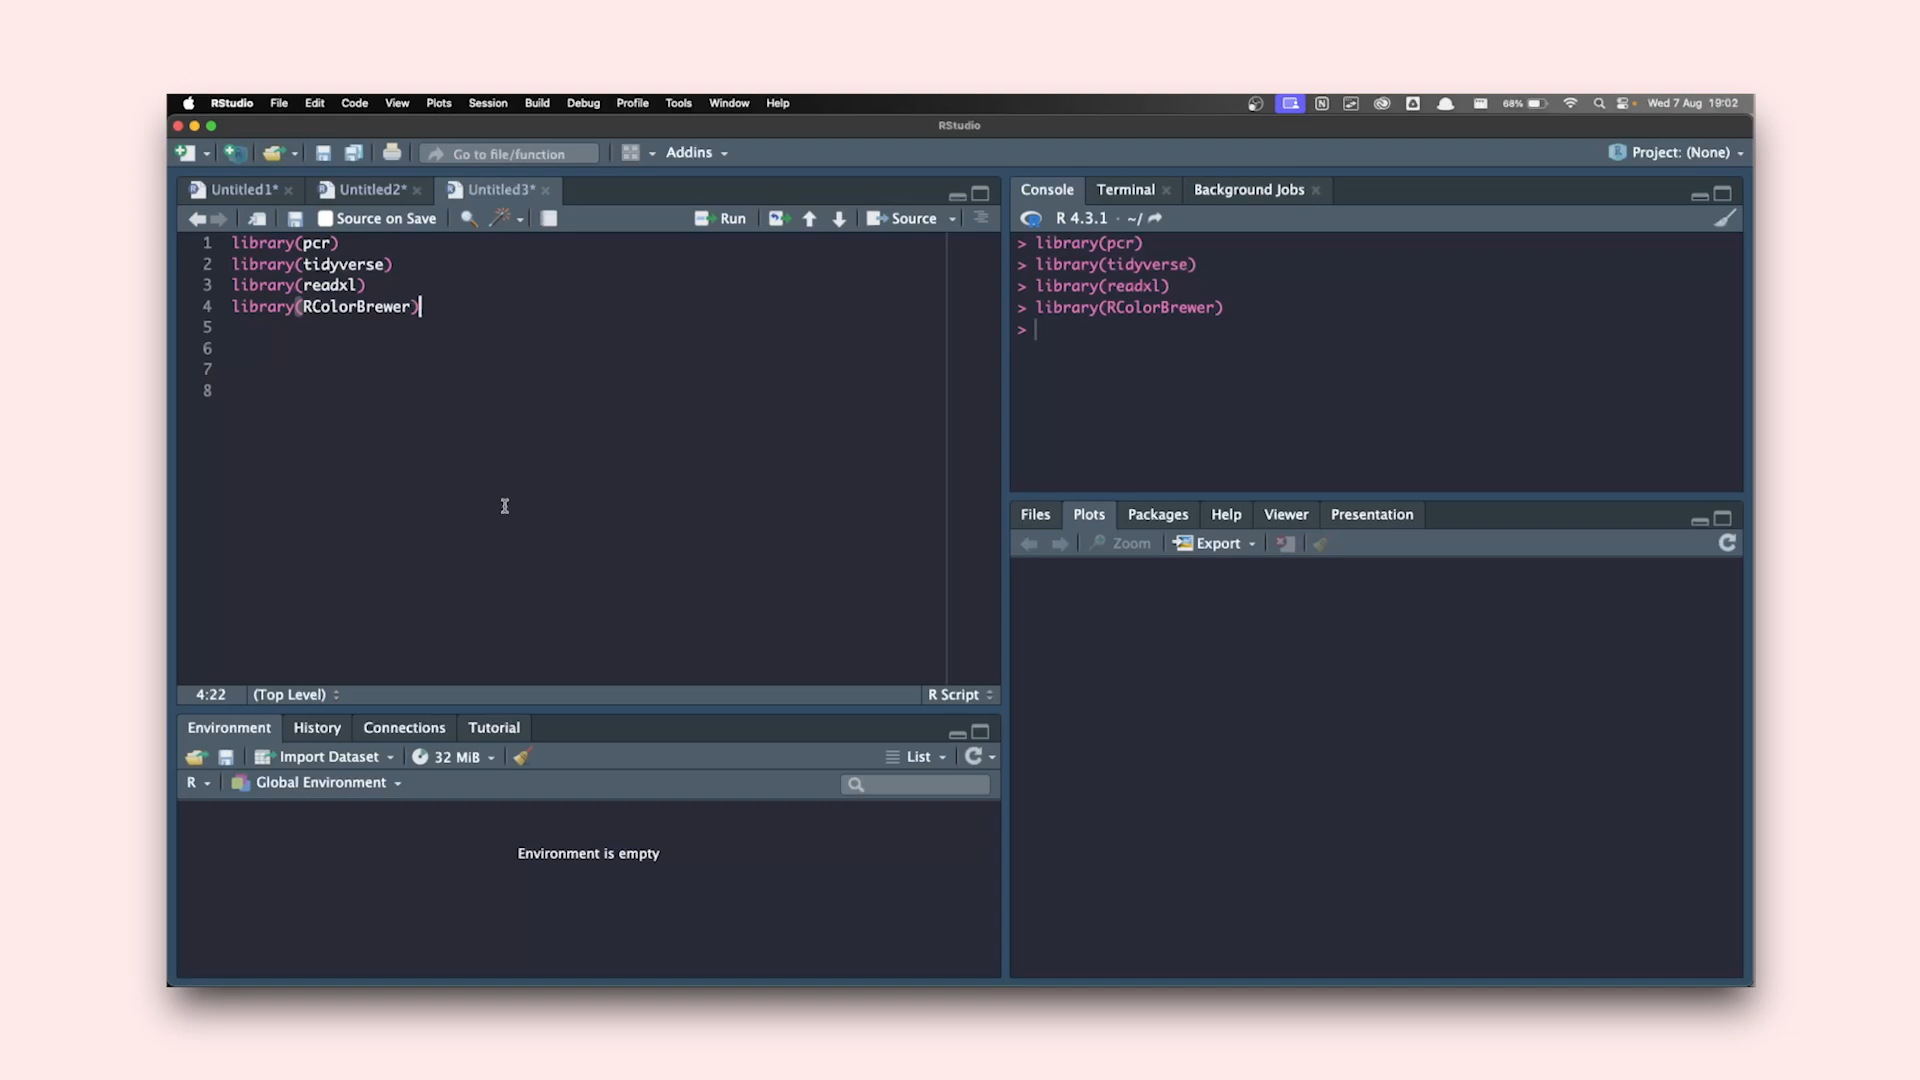 RStudio File Edit Code View Plots Session Build Debug Profile Tools Window Help 68% Wed 7 Aug 19:02
RStudio
Go to file/function Addins Project: (None)
Untitled1* Untitled2* Untitled3*
Source on Save Run Source
1 library(pcr)
2 library(tidyverse)
3 library(readxl)
4 library(RColorBrewer)
5
6
7
8
4:22 (Top Level) R Script
Environment History Connections Tutorial
Import Dataset 32 MiB List
R Global Environment
Environment is empty
Console Terminal Background Jobs
R 4.3.1 · ~/
> library(pcr)
> library(tidyverse)
> library(readxl)
> library(RColorBrewer)
>
Files Plots Packages Help Viewer Presentation
Zoom Export